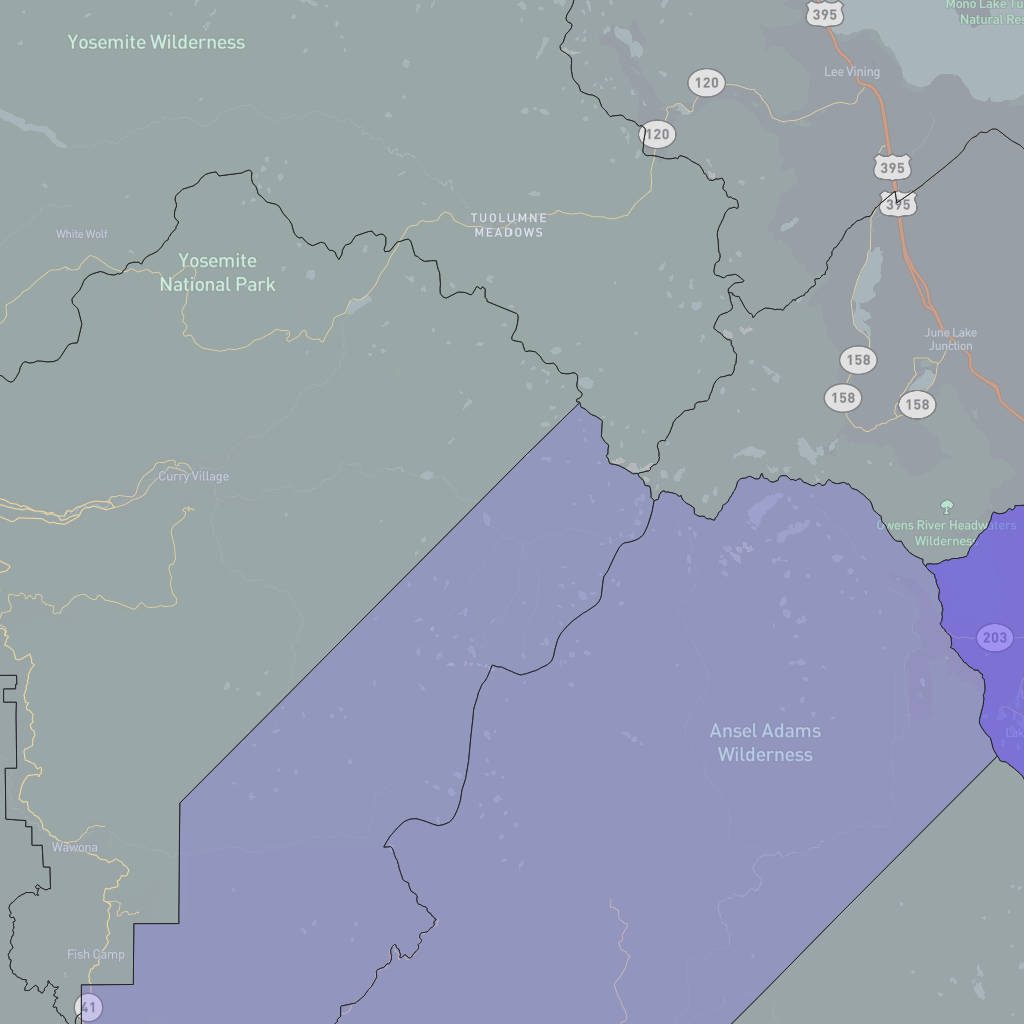 395
Mono Lake Tu
Natural Res
Yosemite Wilderness
Lee Vining
120
120
395
395
TUOLUMNE
MEADOWS
White Wolf
Yosemite
National Park
June Lake
Junction
158
158
158
Curry Village
Owens River Headwaters
Wilderness
203
Ansel Adams
Wilderness
Lak
Wawona
Fish Camp
41